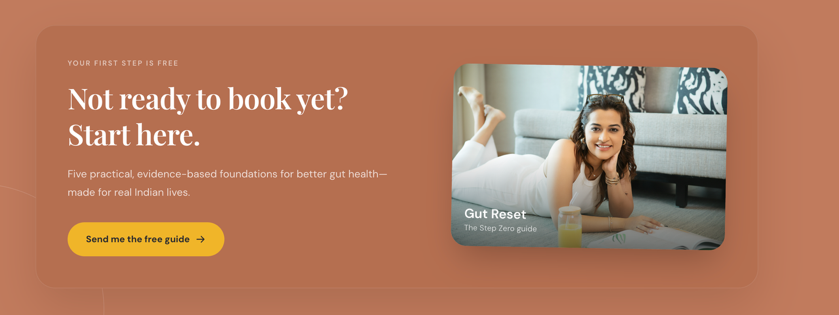 YOUR FIRST STEP IS FREE
Not ready to book yet?
Start here.
Five practical, evidence-based foundations for better gut health—
made for real Indian lives.
Send me the free guide →
Gut Reset
The Step Zero guide